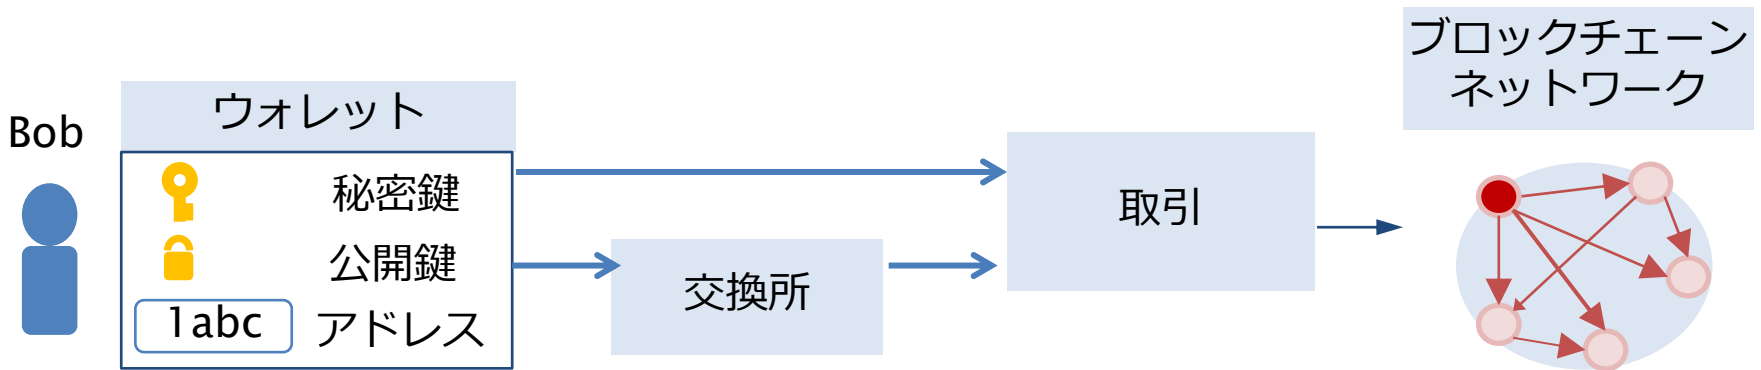 Bob
ウォレット
秘密鍵
公開鍵
1abc
アドレス
交換所
取引
ブロックチェーン
ネットワーク